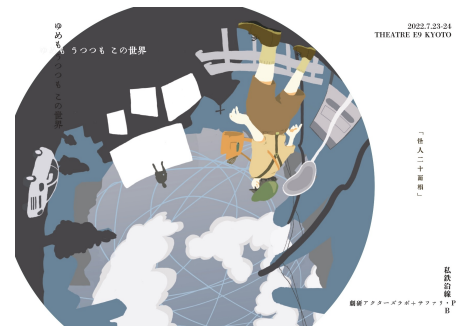 ゆめもうつつも この世界
うつつも この世界
2022.7.23-24
THEATRE E9 KYOTO
「怪人二十面相」
私鉄沿線
劇研アクターズラボ+サファリ・P
B